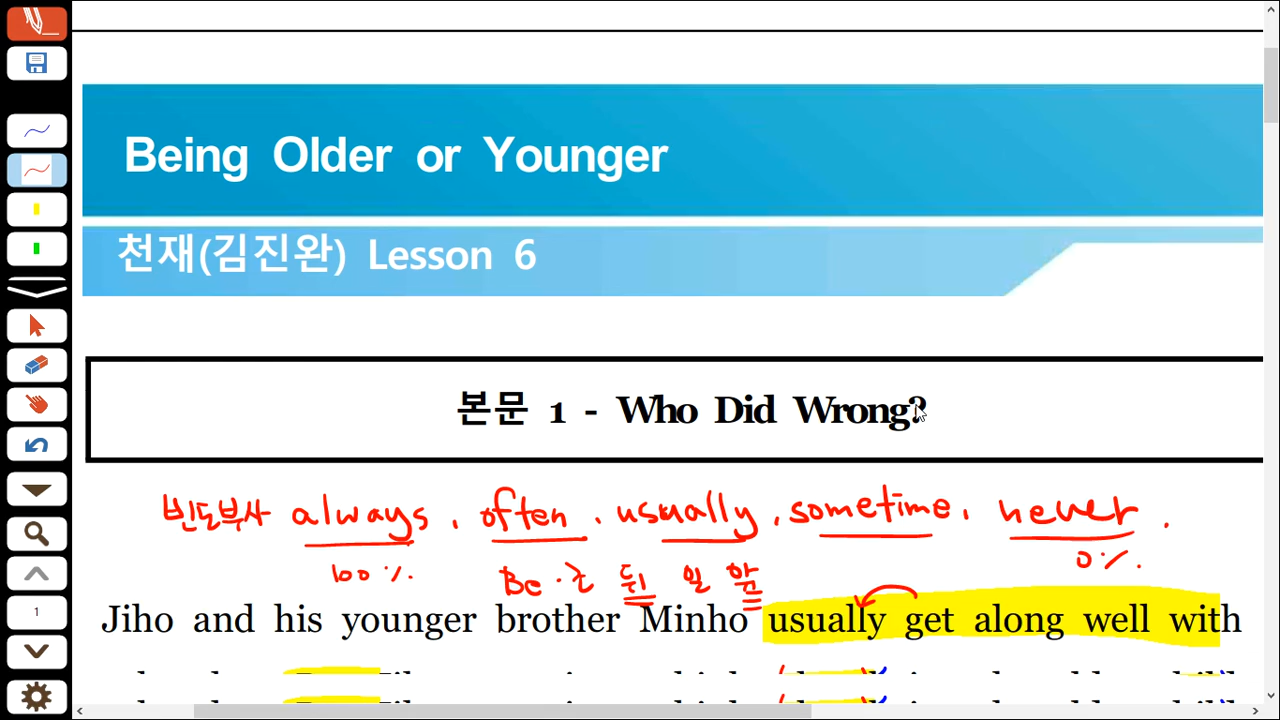 Being Older or Younger
천재(김진완) Lesson 6
본문 1 - Who Did Wrong?
빈도부사 always, often, usually, sometime, never.
100%. Be·조 뒤 일 앞 0%.
Jiho and his younger brother Minho usually get along well with
1